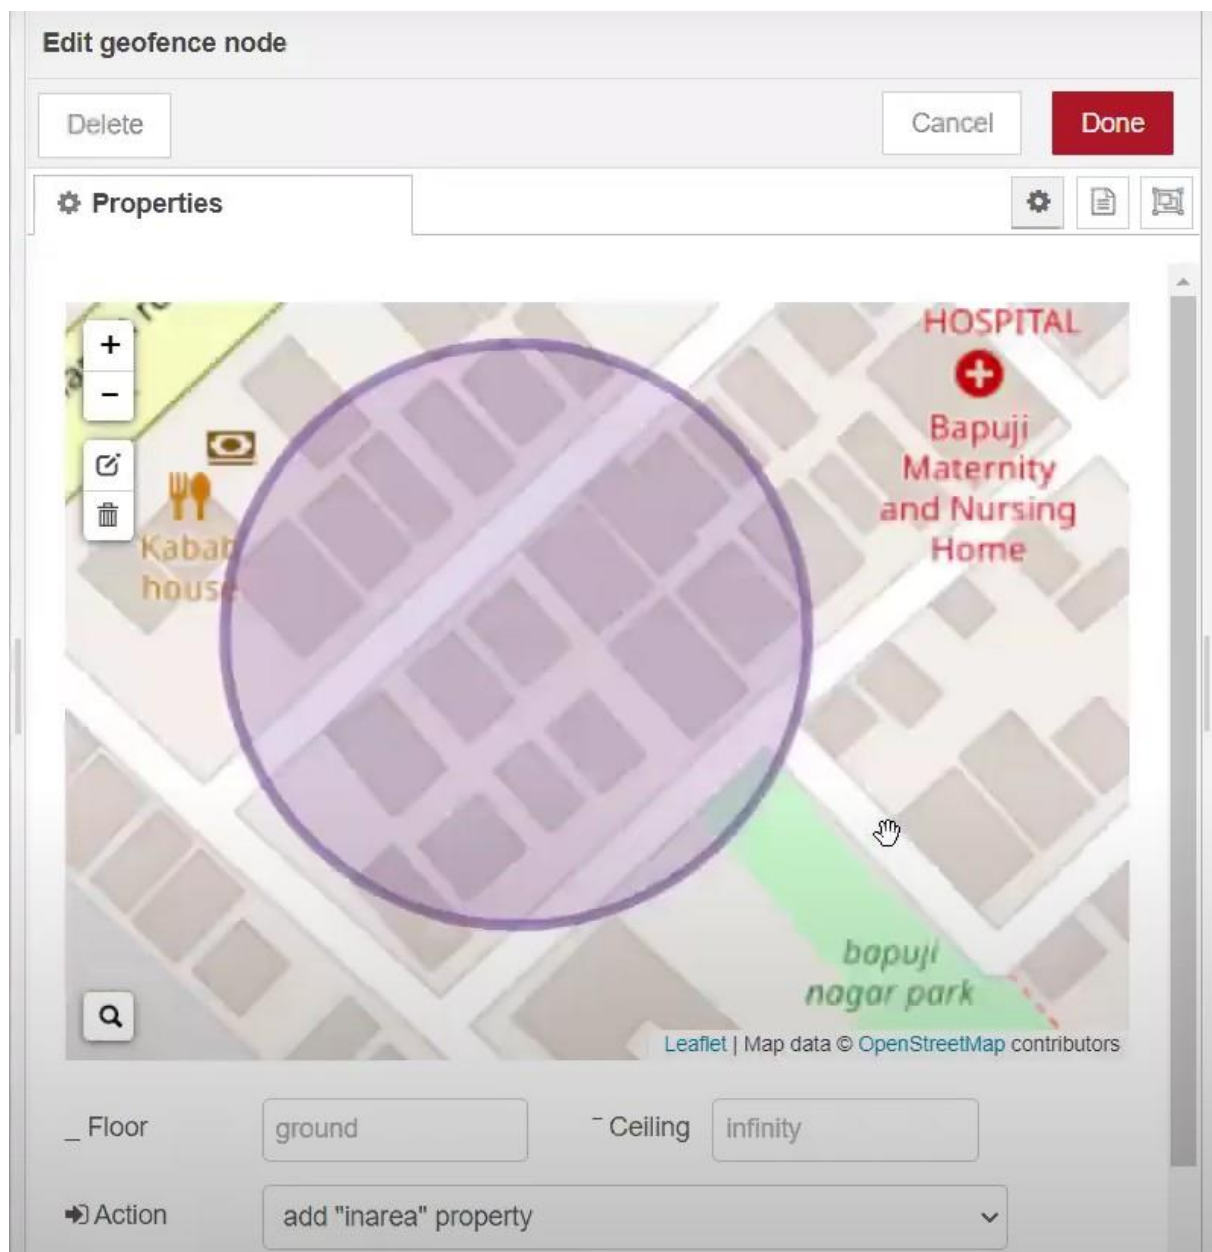 Edit geofence node
Delete
Cancel
Done
Properties
+
−
HOSPITAL
Bapuji
Maternity
and Nursing
Home
Kabab
house
bapuji
nagar park
Leaflet | Map data © OpenStreetMap contributors
_ Floor
ground
‾ Ceiling
infinity
Action
add "inarea" property